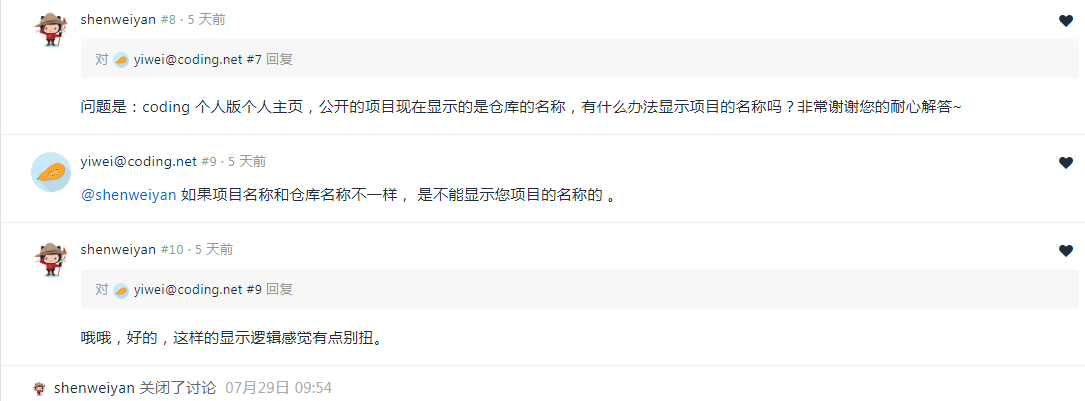 shenweiyan #8 · 5 天前
对 yiwei@coding.net #7 回复
问题是：coding 个人版个人主页，公开的项目现在显示的是仓库的名称，有什么办法显示项目的名称吗？非常谢谢您的耐心解答~
yiwei@coding.net #9 · 5 天前
@shenweiyan 如果项目名称和仓库名称不一样， 是不能显示您项目的名称的 。
shenweiyan #10 · 5 天前
对 yiwei@coding.net #9 回复
哦哦，好的，这样的显示逻辑感觉有点别扭。
shenweiyan 关闭了讨论 07月29日 09:54